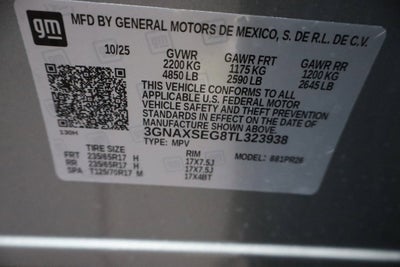 gm
MFD BY GENERAL MOTORS DE MEXICO, S. DE R.L. DE C.V.
10/25 GVWR GAWR FRT GAWR RR
2200 KG 1175 KG 1200 KG
4850 LB 2590 LB 2645 LB
THIS VEHICLE CONFORMS TO ALL
APPLICABLE U.S. FEDERAL MOTOR
VEHICLE SAFETY AND THEFT PREVENTION
STANDARDS IN EFFECT ON THE DATE OF
MANUFACTURE SHOWN ABOVE.
130H 3GNAXSEG8TL323938
TYPE: MPV MODEL: 881PR26
TIRE SIZE RIM
FRT 235/65R17 H 17X7.5J
RR 235/65R17 H 17X7.5J
SPA T125/70R17 M 17X4BT